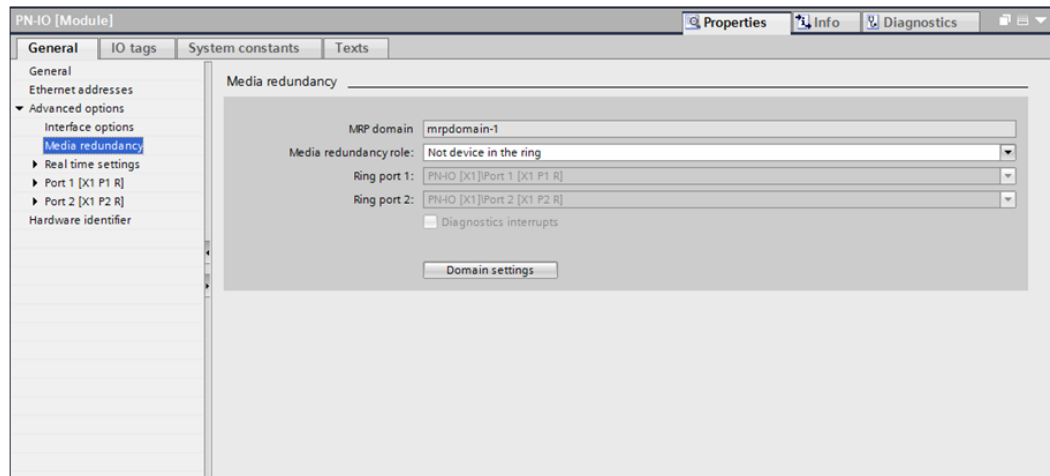 PN-IO [Module]
Properties
Info
Diagnostics
General
IO tags
System constants
Texts
General
Ethernet addresses
Advanced options
Interface options
Media redundancy
Real time settings
Port 1 [X1 P1 R]
Port 2 [X1 P2 R]
Hardware identifier
Media redundancy
MRP domain mrpdomain-1
Media redundancy role: Not device in the ring
Ring port 1: PN-IO [X1]\Port 1 [X1 P1 R]
Ring port 2: PN-IO [X1]\Port 2 [X1 P2 R]
Diagnostics interrupts
Domain settings